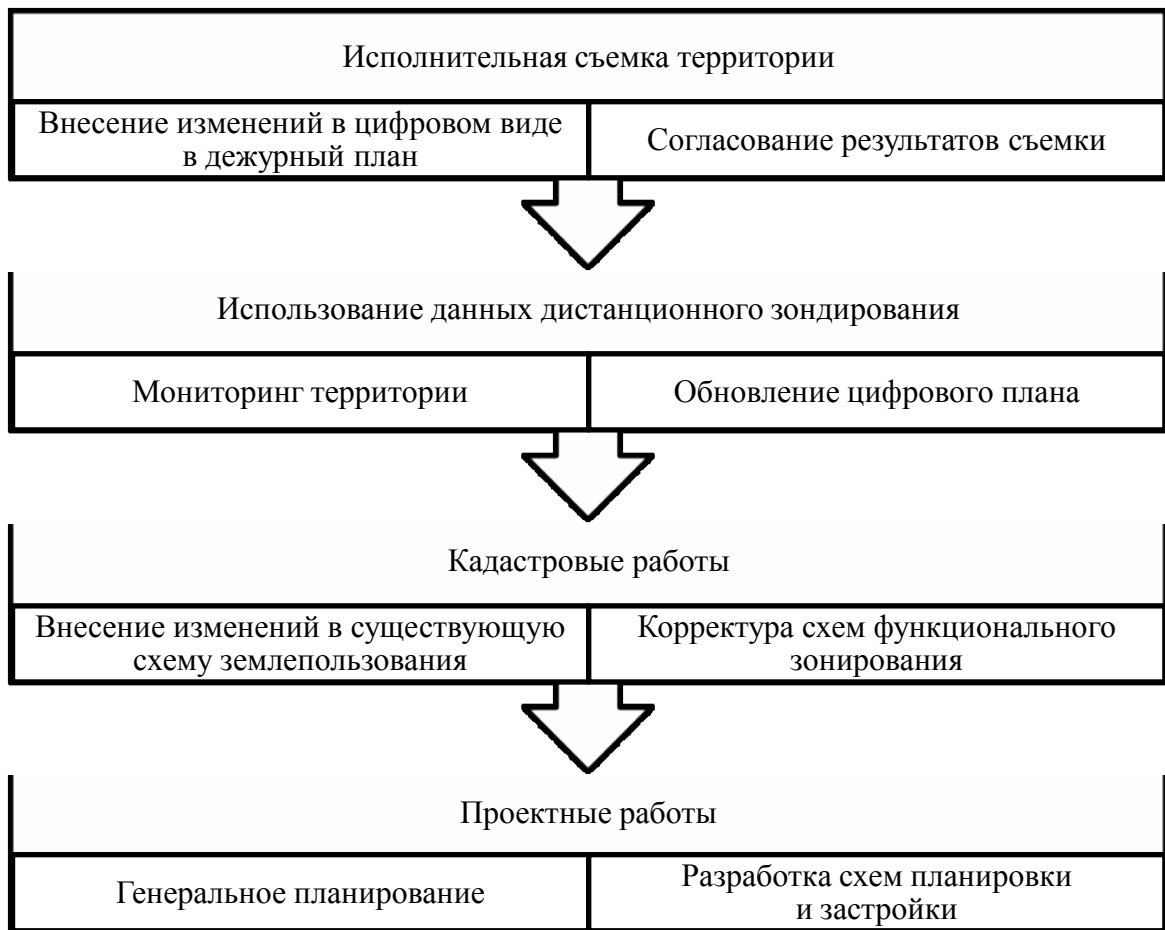 Исполнительная съемка территории
Внесение изменений в цифровом виде
в дежурный план
Согласование результатов съемки
Использование данных дистанционного зондирования
Мониторинг территории
Обновление цифрового плана
Кадастровые работы
Внесение изменений в существующую
схему землепользования
Корректура схем функционального
зонирования
Проектные работы
Генеральное планирование
Разработка схем планировки
и застройки